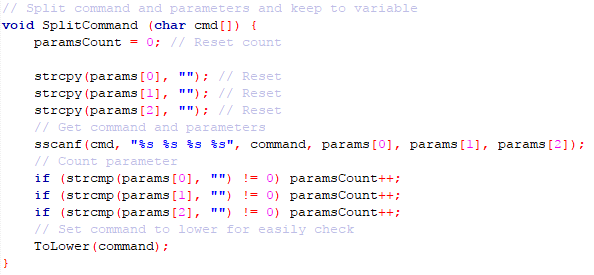 // Split command and parameters and keep to variable
void SplitCommand (char cmd[]) {
    paramsCount = 0; // Reset count

    strcpy(params[0], ""); // Reset
    strcpy(params[1], ""); // Reset
    strcpy(params[2], ""); // Reset
    // Get command and parameters
    sscanf(cmd, "%s %s %s %s", command, params[0], params[1], params[2]);
    // Count parameter
    if (strcmp(params[0], "") != 0) paramsCount++;
    if (strcmp(params[1], "") != 0) paramsCount++;
    if (strcmp(params[2], "") != 0) paramsCount++;
    // Set command to lower for easily check
    ToLower(command);
}